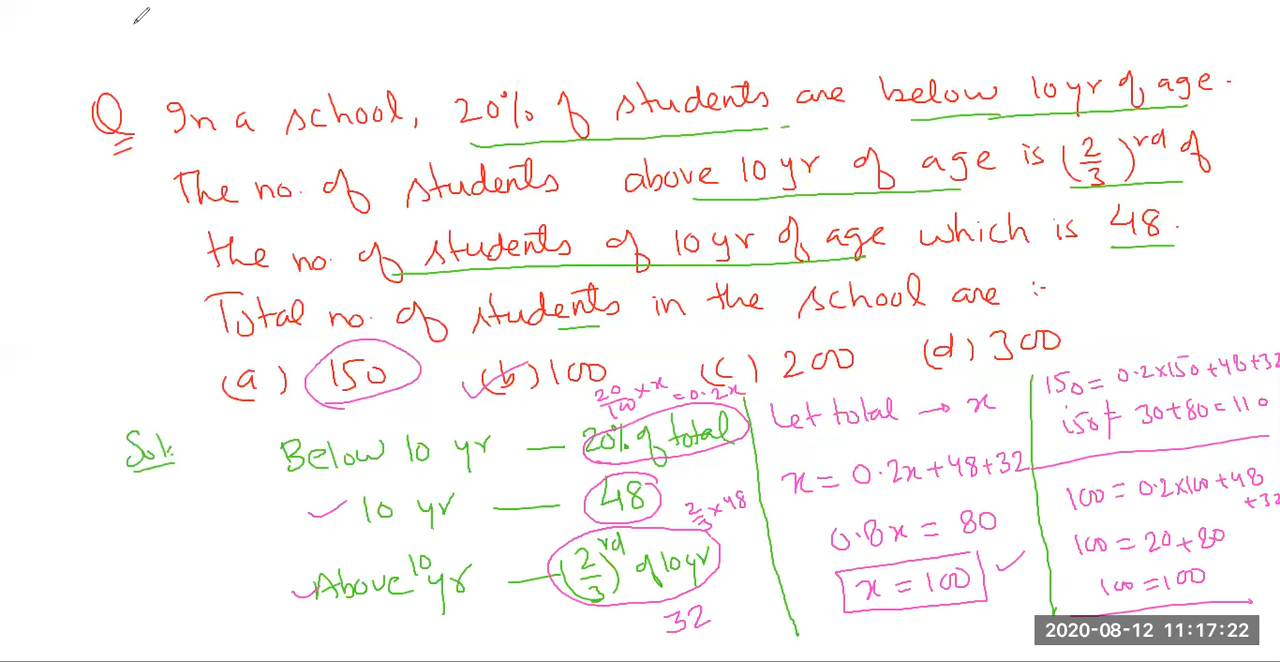 Q In a school, 20% of students are below 10 yr of age.
The no. of students above 10 yr of age is (2/3)rd of
the no. of students of 10 yr of age which is 48.
Total no. of students in the school are :-
(a) 150 (b) 100 (c) 200 (d) 300
Sol:
Below 10 yr — 20% of total
20/100 × x = 0.2x
10 yr — 48
Above 10 yr — (2/3)rd of 10 yr
2/3 × 48
32
Let total → x
x = 0.2x + 48 + 32
0.8x = 80
x = 100
150 = 0.2×150 + 48 + 32
150 ≠ 30 + 80 = 110
100 = 0.2×100 + 48
+32
100 = 20 + 80
100 = 100
2020-08-12 11:17:22